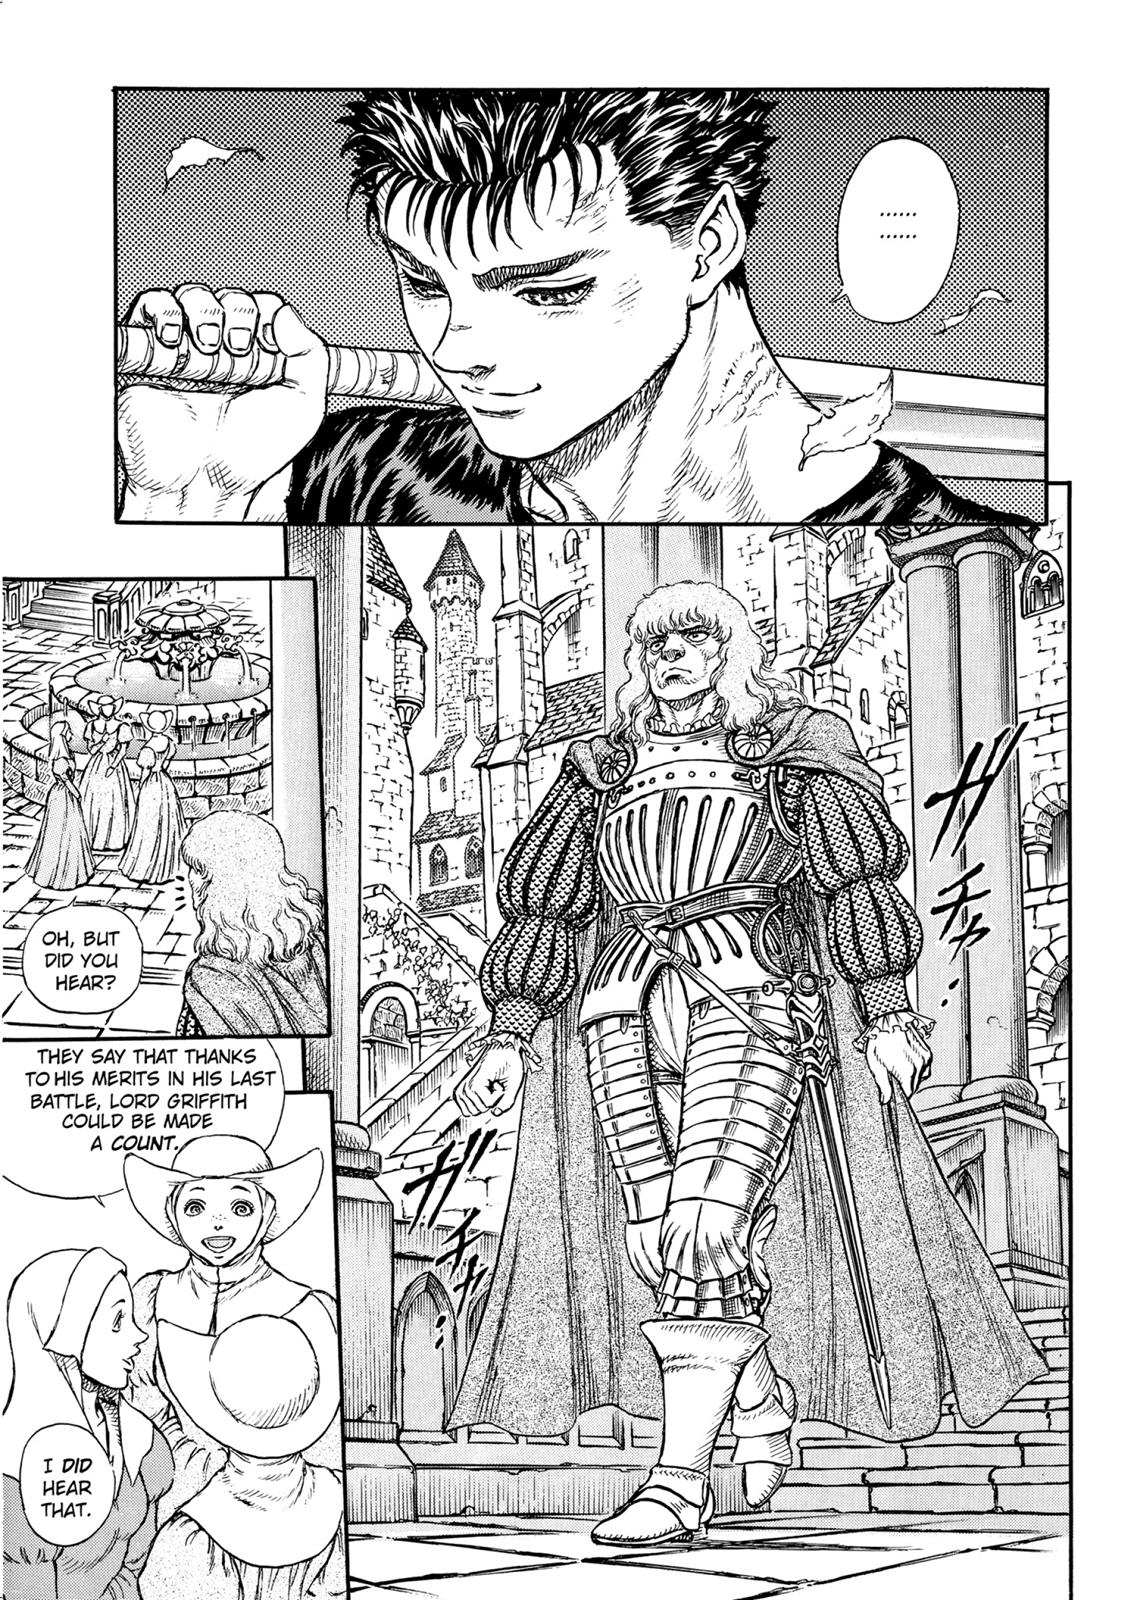 ……
……
ガ
チャ
・・
ガ
チャ
・・
OH, BUT
DID YOU
HEAR?
THEY SAY THAT THANKS
TO HIS MERITS IN HIS LAST
BATTLE, LORD GRIFFITH
COULD BE MADE
A COUNT.
I DID
HEAR
THAT.